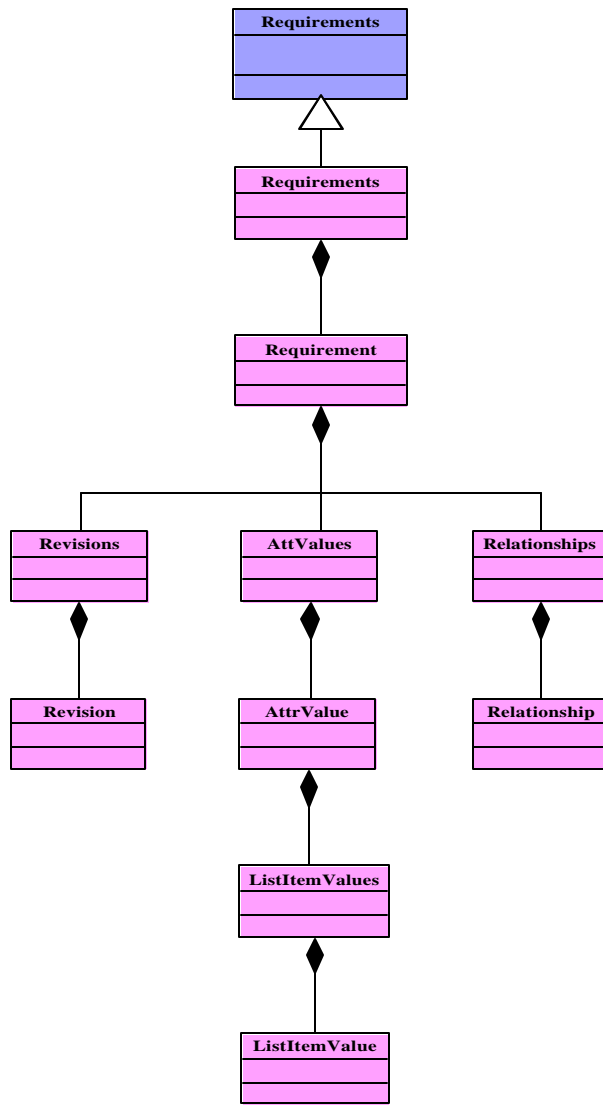 Requirements
Requirements
Requirement
Revisions
AttValues
Relationships
Revision
AttrValue
Relationship
ListItemValues
ListItemValue